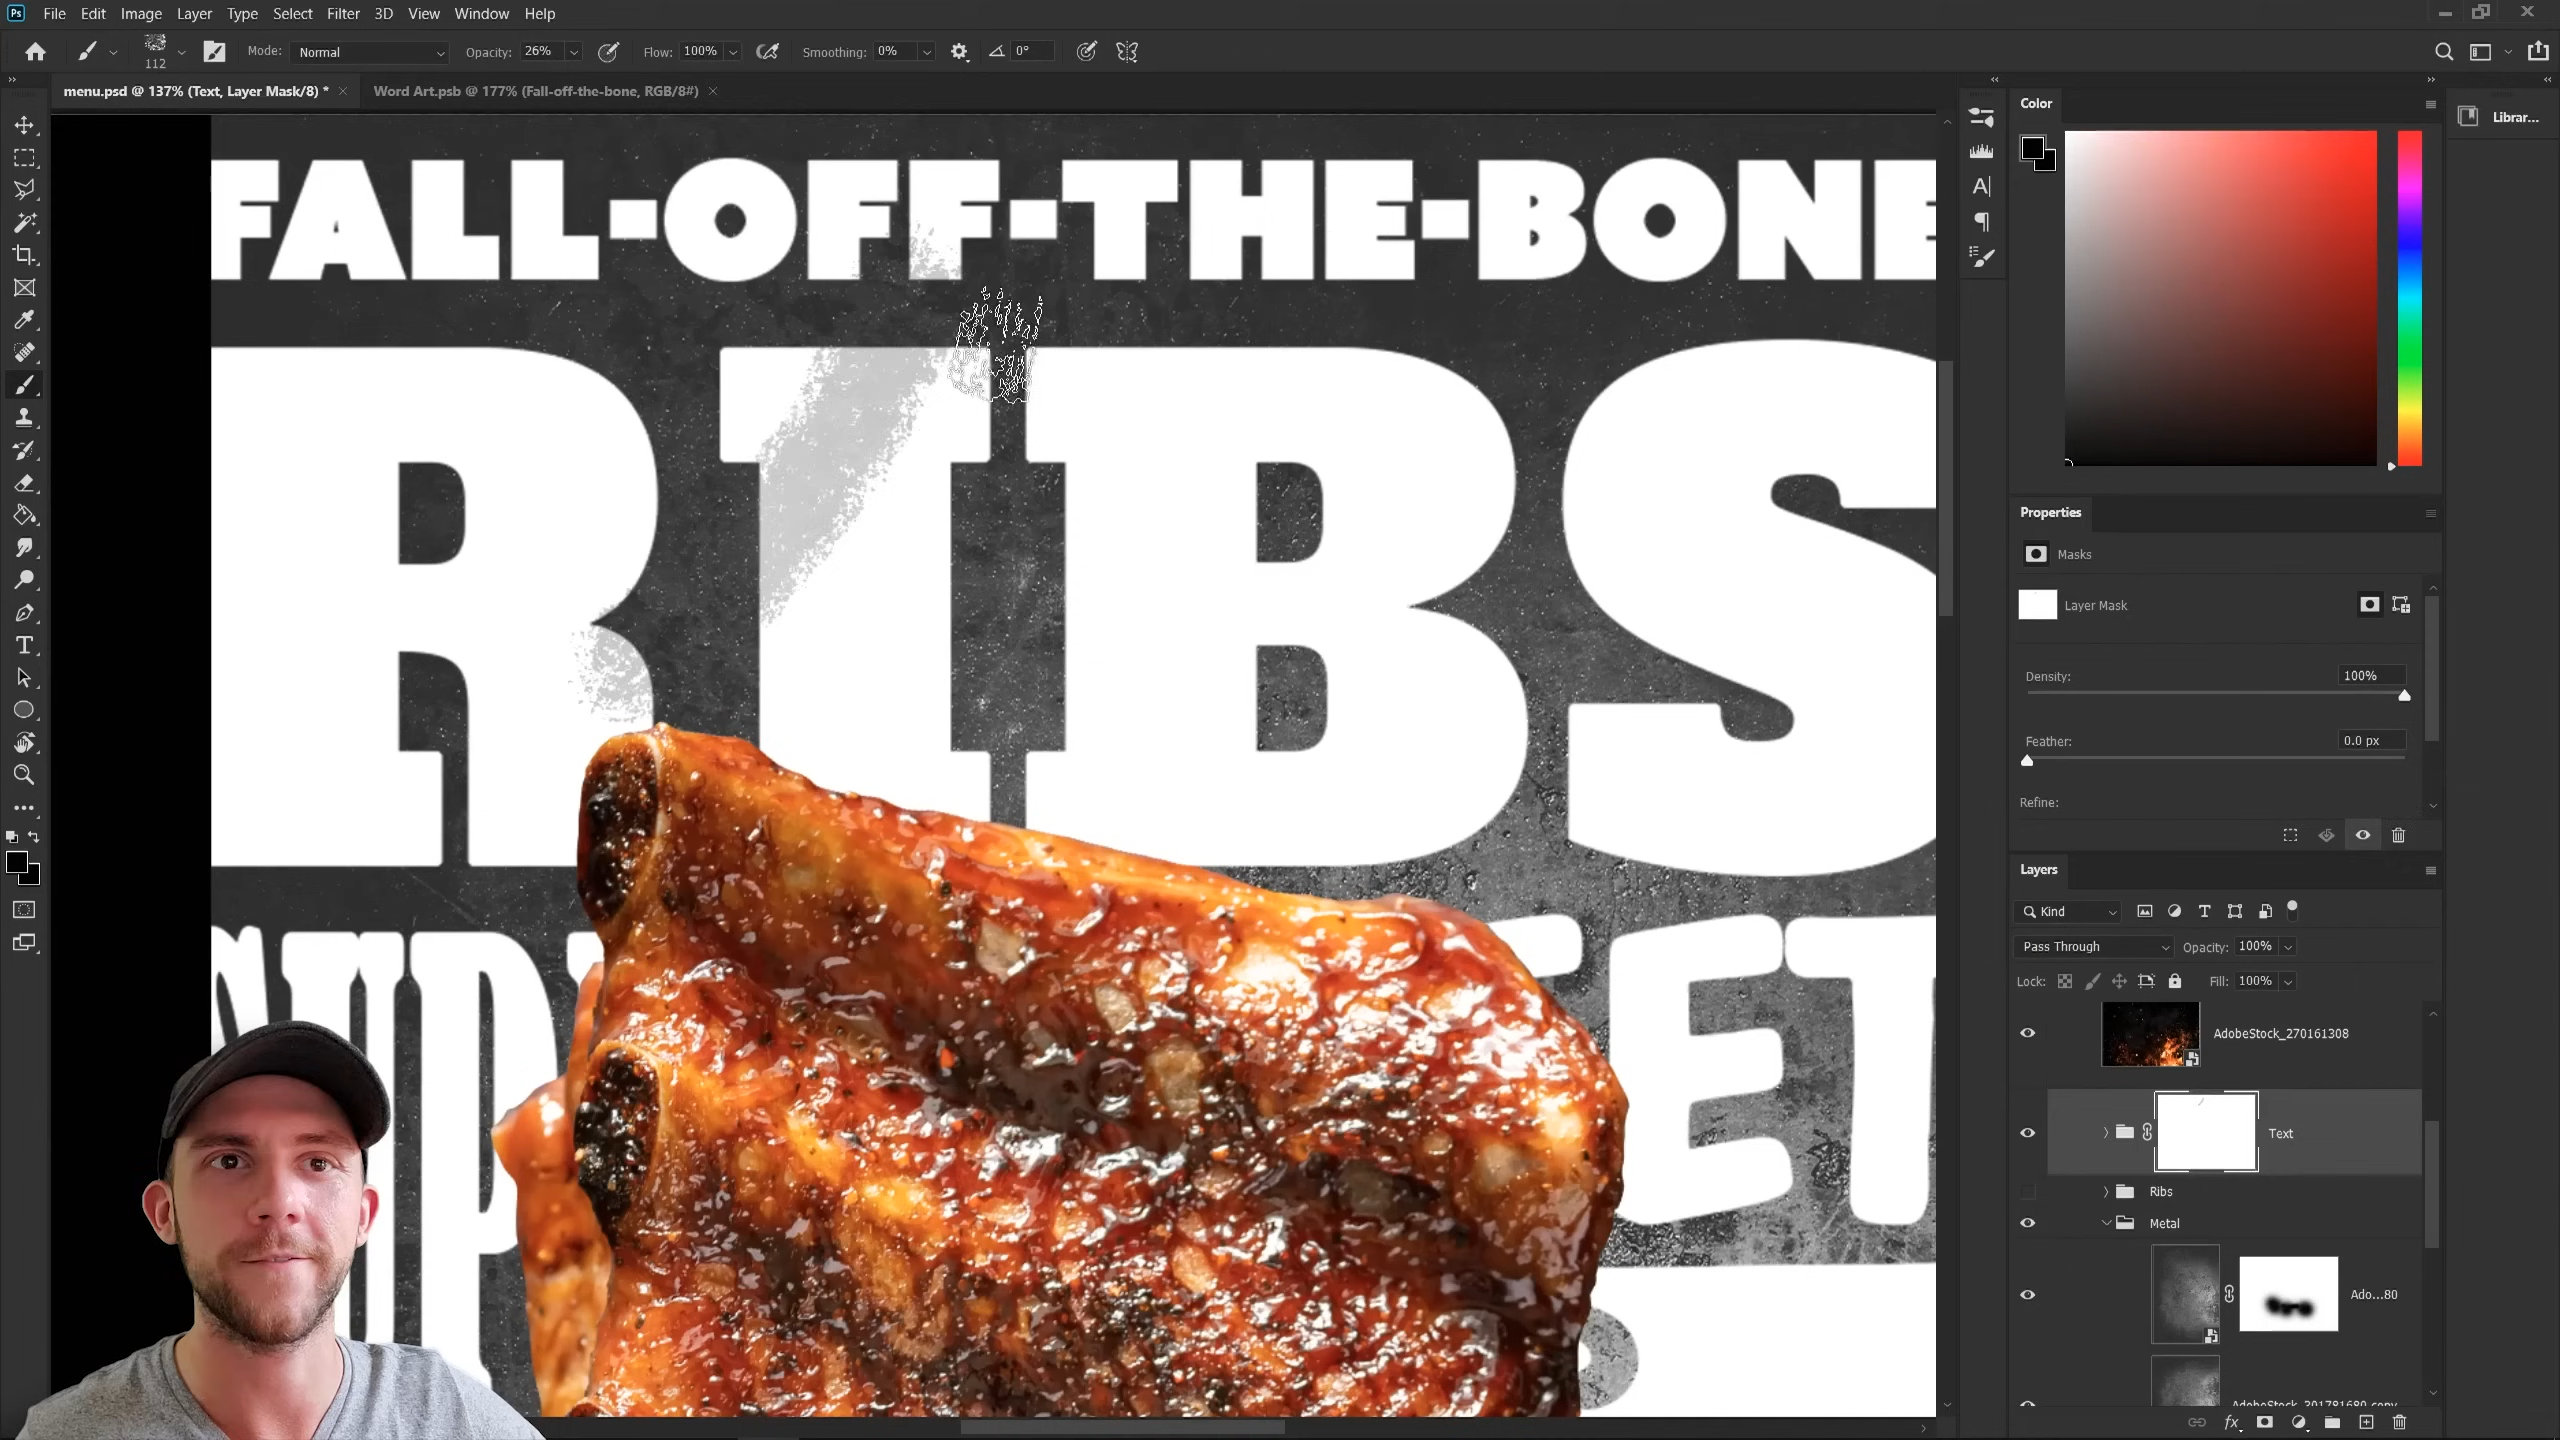 Ps File Edit Image Layer Type Select Filter 3D View Window Help
112 Mode: Normal Opacity: 26% Flow: 100% Smoothing: 0% 0°
menu.psd @ 137% (Text, Layer Mask/8) * Word Art.psb @ 177% (Fall-off-the-bone, RGB/8#)
FALL-OFF-THE-BONE
RIBS
ET
Color
Librar...
Properties
Masks
Layer Mask
Density: 100%
Feather: 0.0 px
Refine:
Layers
Kind
Pass Through Opacity: 100%
Lock: Fill: 100%
AdobeStock_270161308
Text
Ribs
Metal
Ado...80
AdobeStock_301781680 copy